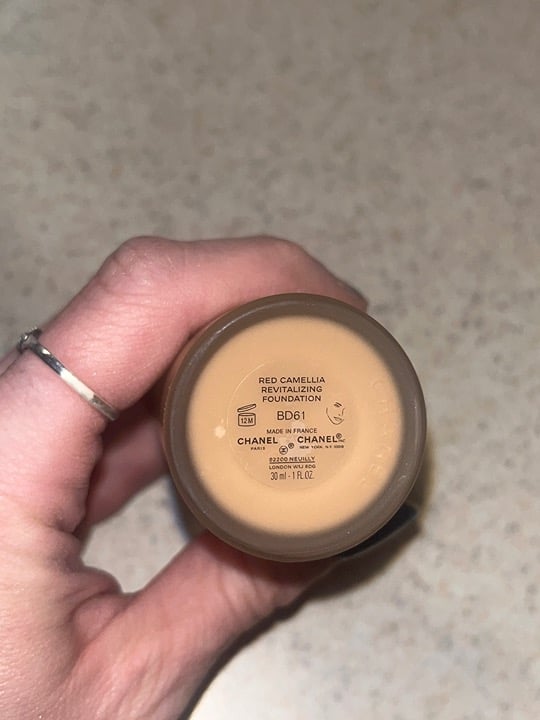 RED CAMELLIA
REVITALIZING
FOUNDATION
12M
BD61
MADE IN FRANCE
CHANEL CHANEL
PARIS NEW YORK, N.Y.
92200 NEUILLY
LONDON W1J 6DG
30 ml - 1 FL. OZ.